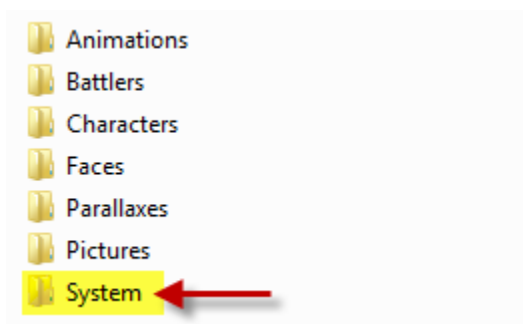 Animations
Battlers
Characters
Faces
Parallaxes
Pictures
System